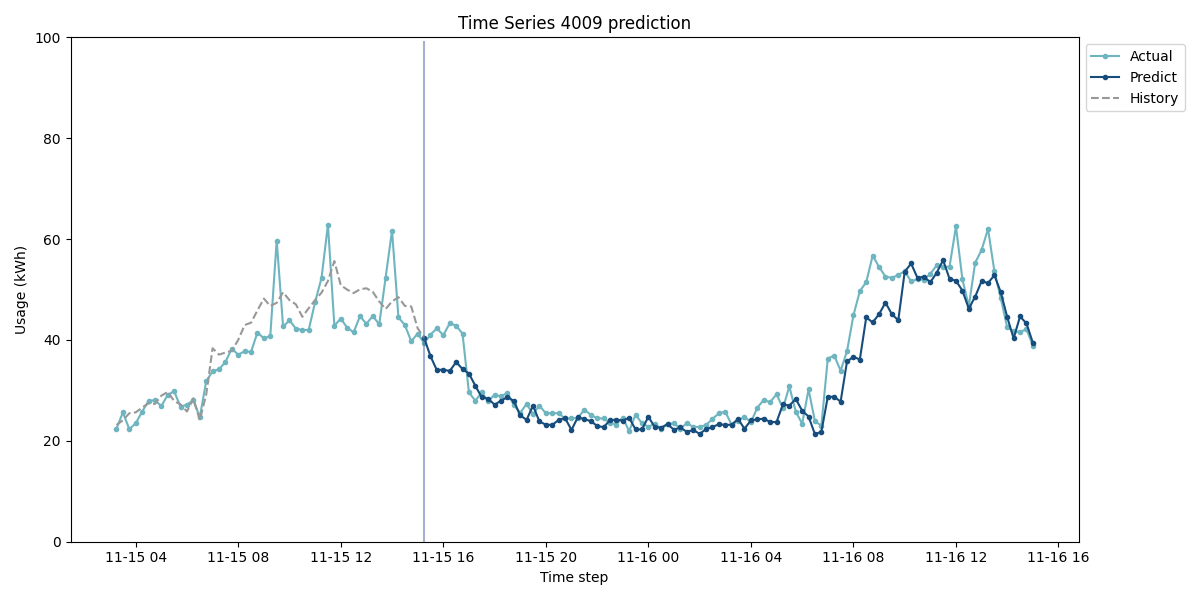 Time Series 4009 prediction
100
80
60
40
20
0
Usage (kWh)
11-15 04
11-15 08
11-15 12
11-15 16
11-15 20
11-16 00
11-16 04
11-16 08
11-16 12
11-16 16
Time step
Actual
Predict
History